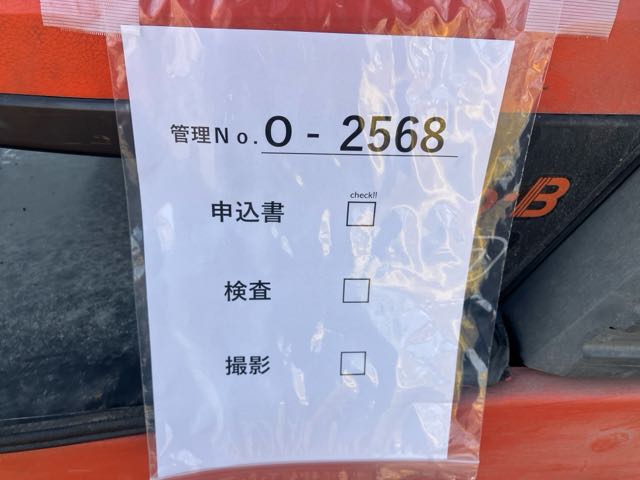 管理No. O - 2568
check!!
申込書 □
検査 □
撮影 □
-B